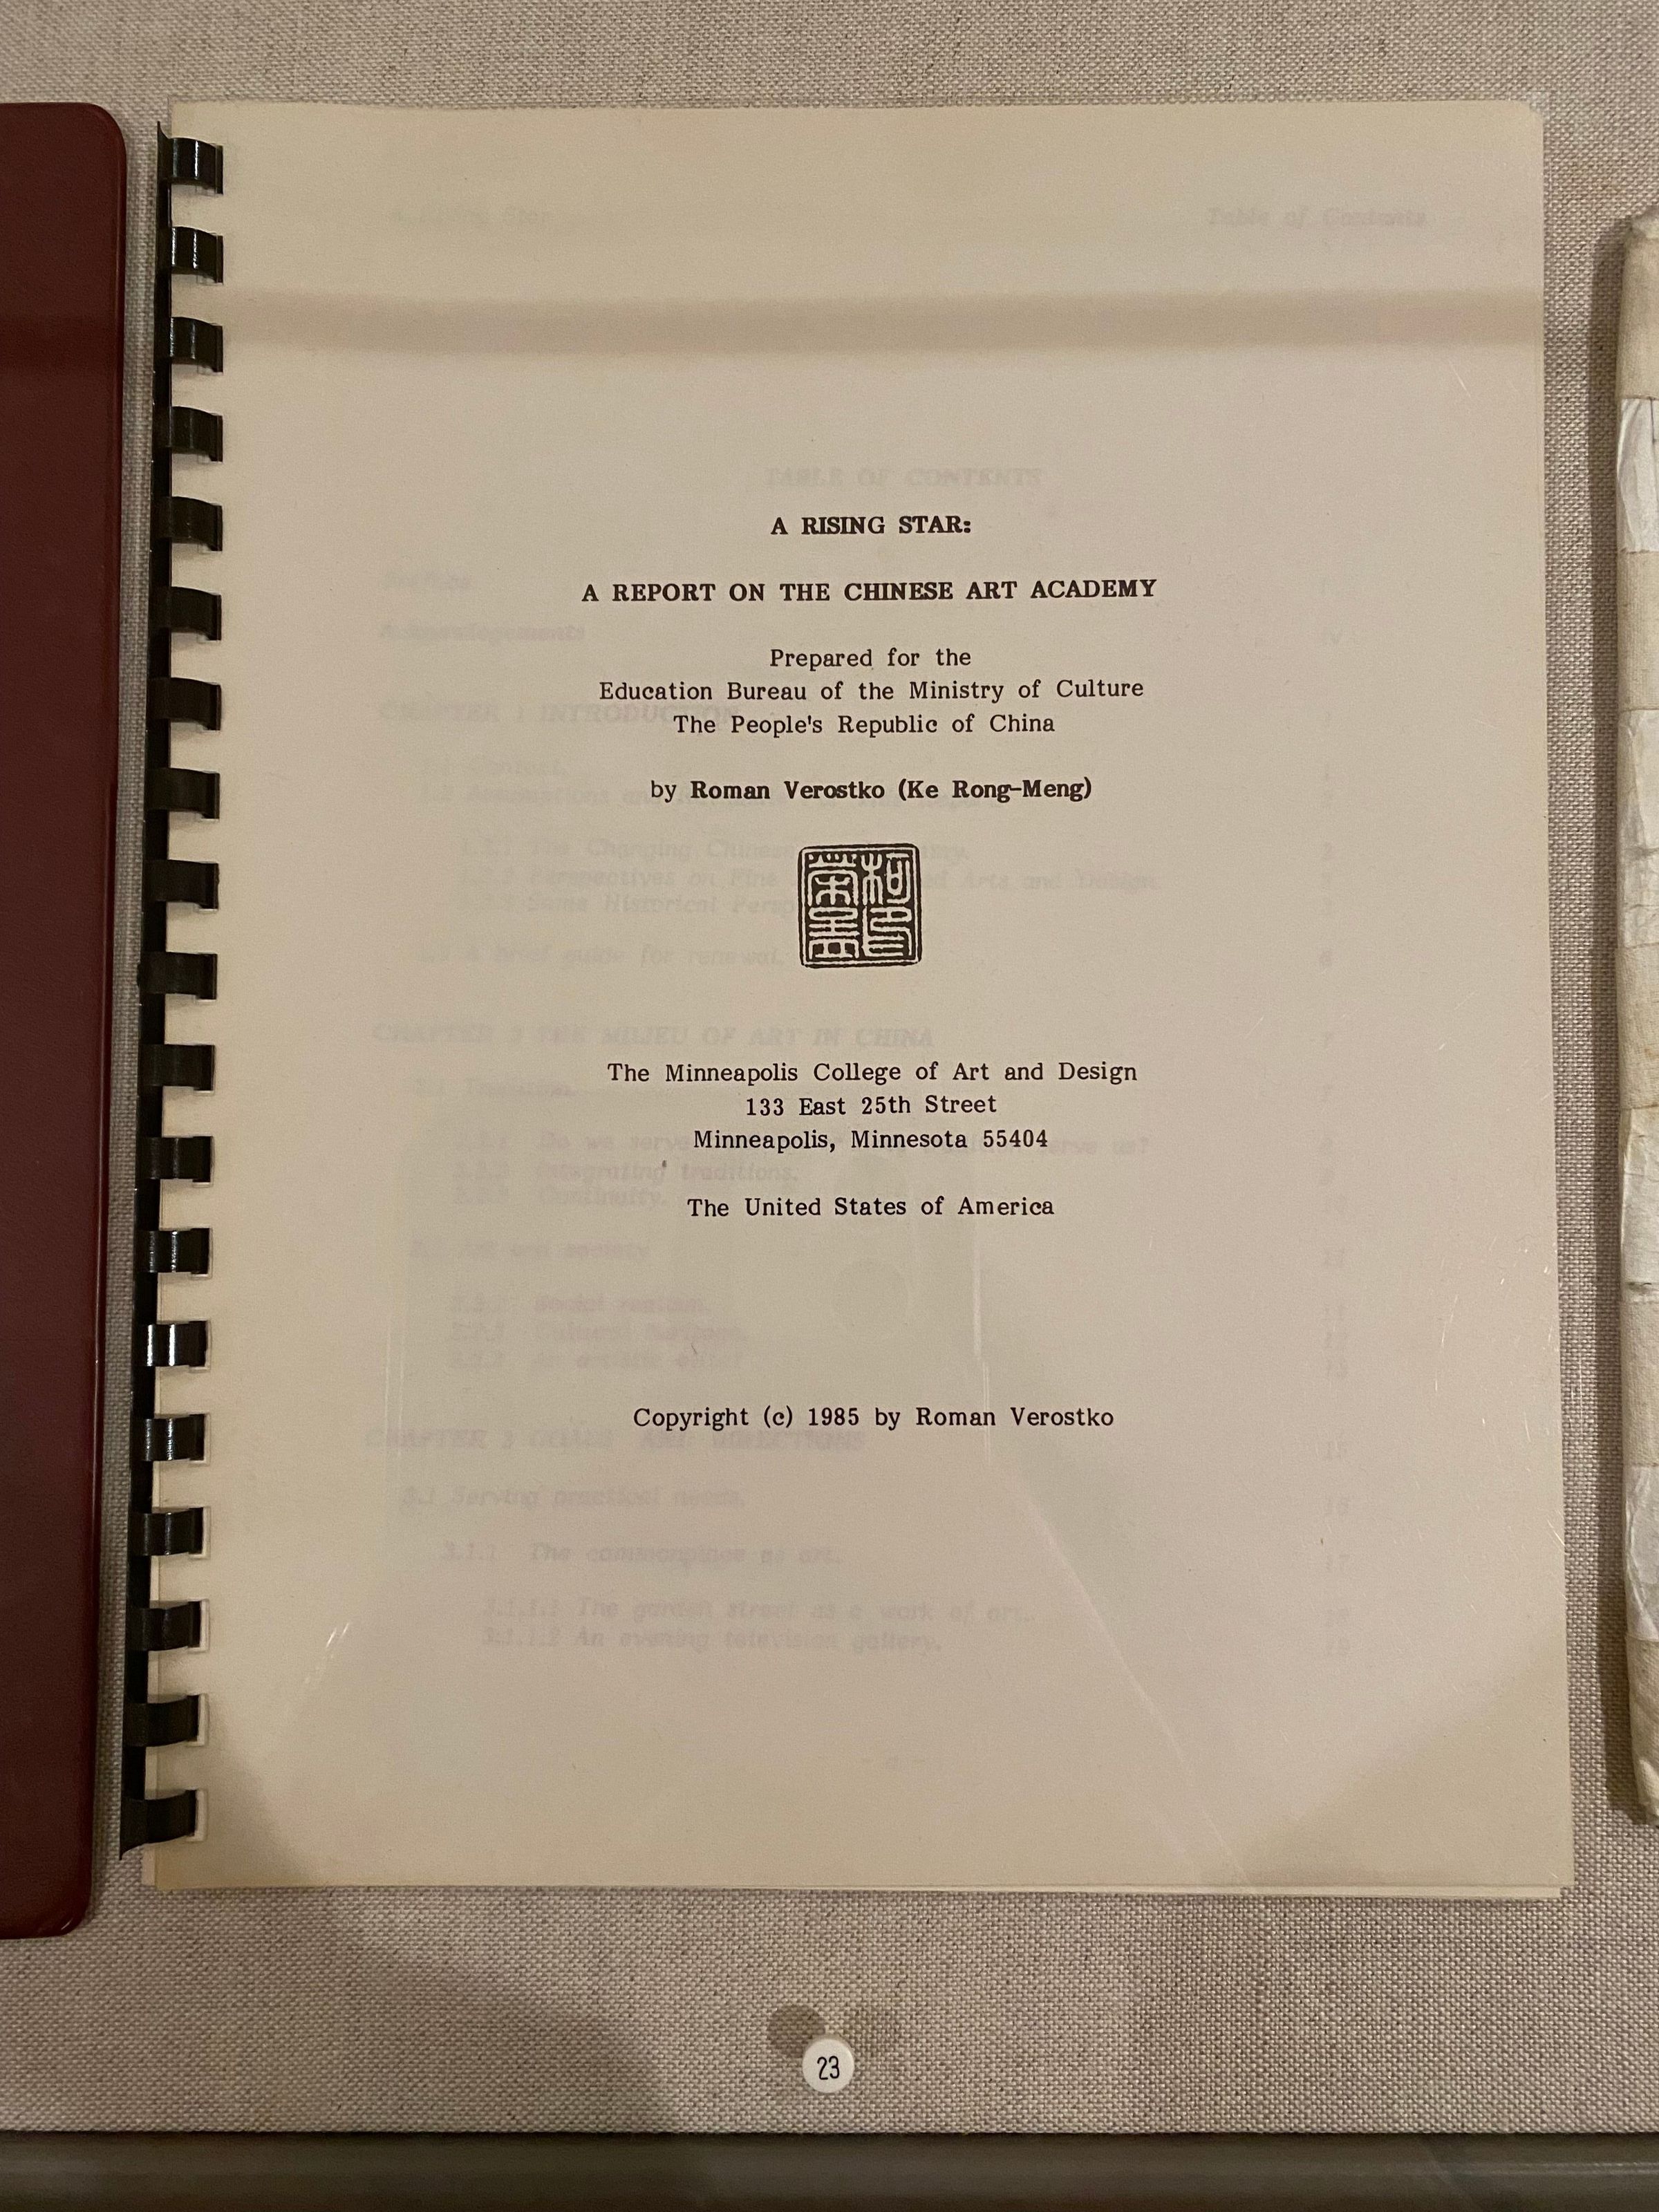 A RISING STAR:
A REPORT ON THE CHINESE ART ACADEMY
Prepared for the
Education Bureau of the Ministry of Culture
The People's Republic of China
by Roman Verostko (Ke Rong-Meng)
The Minneapolis College of Art and Design
133 East 25th Street
Minneapolis, Minnesota 55404
The United States of America
Copyright (c) 1985 by Roman Verostko
23